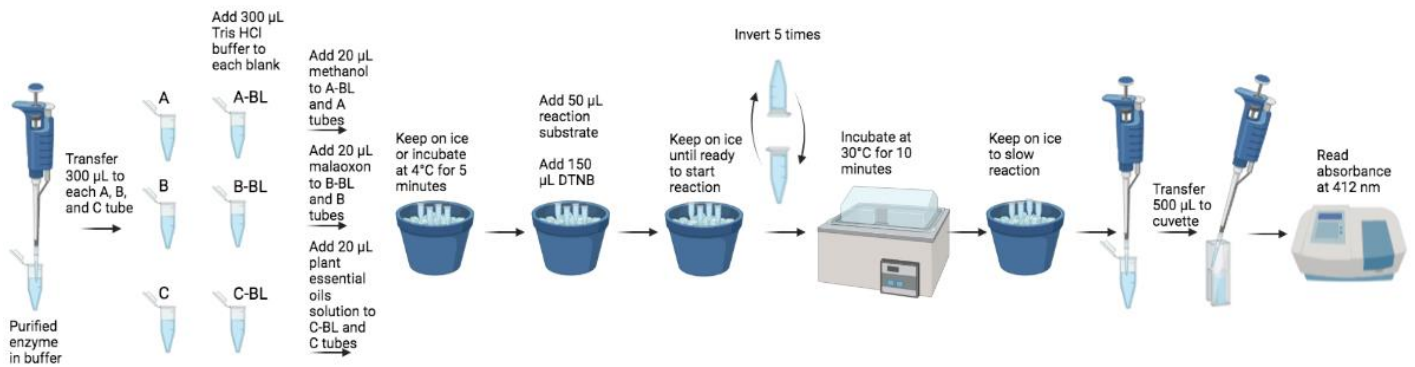 Purified
enzyme
in buffer
Transfer
300 µL to
each A, B,
and C tube
A
B
C
Add 300 µL
Tris HCl
buffer to
each blank
A-BL
B-BL
C-BL
Add 20 µL
methanol
to A-BL
and A
tubes
Add 20 µL
malaoxon
to B-BL
and B
tubes
Add 20 µL
plant
essential
oils
solution to
C-BL and
C tubes
Keep on ice
or incubate
at 4°C for 5
minutes
Add 50 µL
reaction
substrate
Add 150
µL DTNB
Keep on ice
until ready
to start
reaction
Invert 5 times
Incubate at
30°C for 10
minutes
Keep on ice
to slow
reaction
Transfer
500 µL to
cuvette
Read
absorbance
at 412 nm